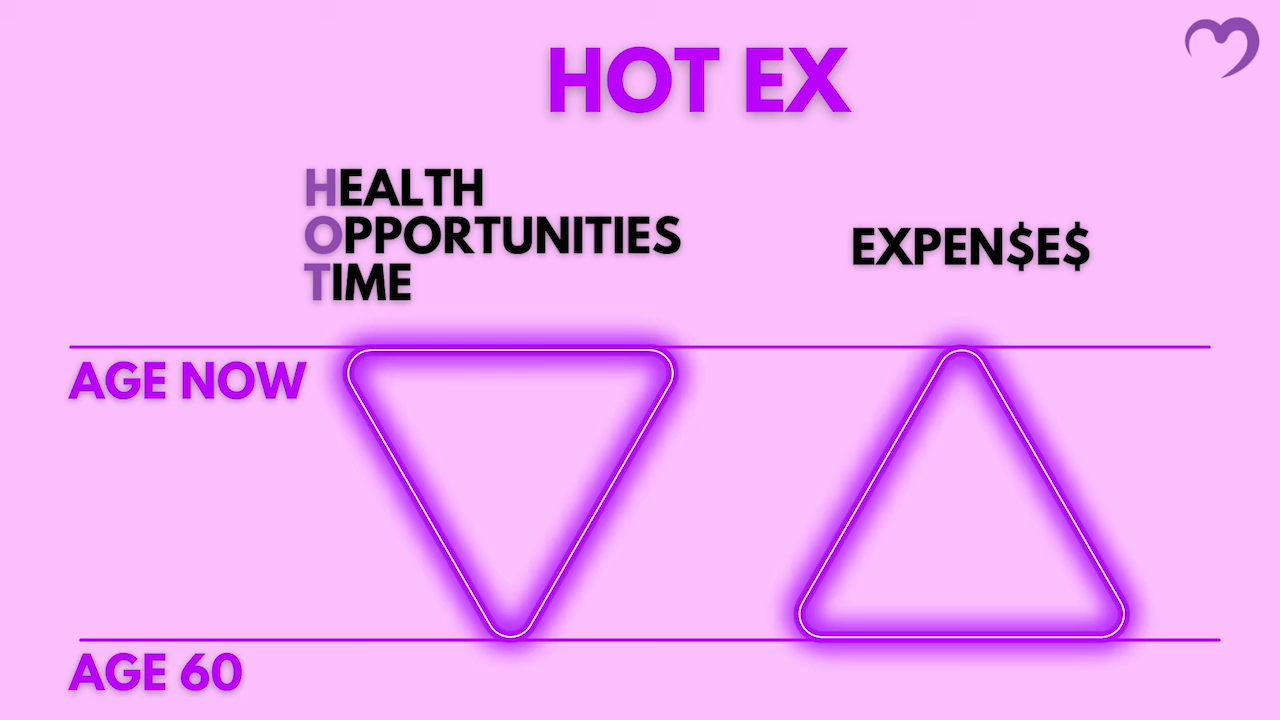 HOT EX
HEALTH
OPPORTUNITIES
TIME
EXPEN$E$
AGE NOW
AGE 60